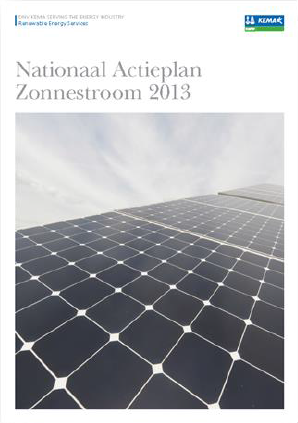 DNV KEMA SERVING THE ENERGY INDUSTRY
Renewable Energy Services
KEMA
Nationaal Actieplan
Zonnestroom 2013